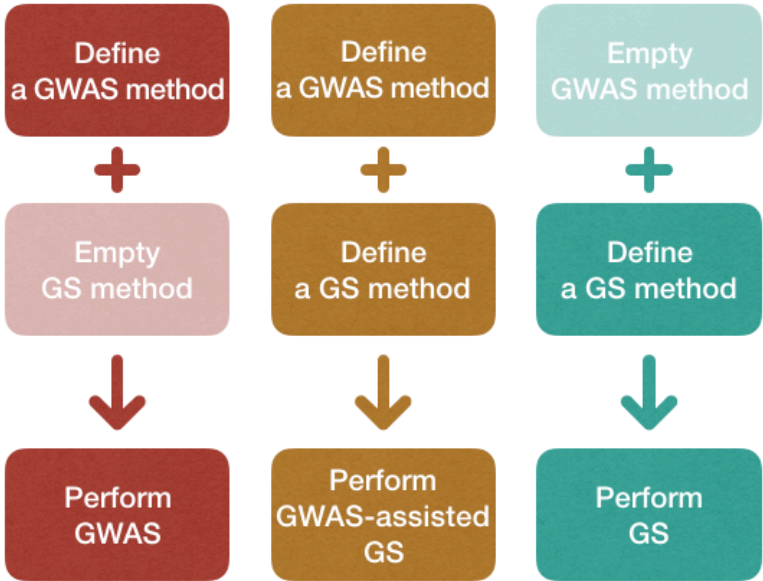 Define
a GWAS method
Define
a GWAS method
Empty
GWAS method
Empty
GS method
Define
a GS method
Define
a GS method
Perform
GWAS
Perform
GWAS-assisted
GS
Perform
GS